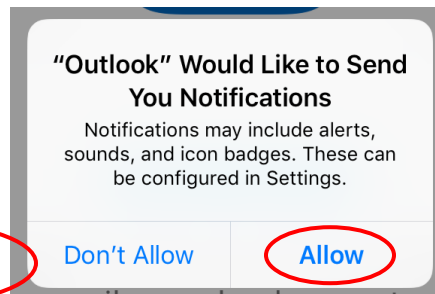 “Outlook” Would Like to Send
You Notifications
Notifications may include alerts,
sounds, and icon badges. These can
be configured in Settings.
Don’t Allow
Allow